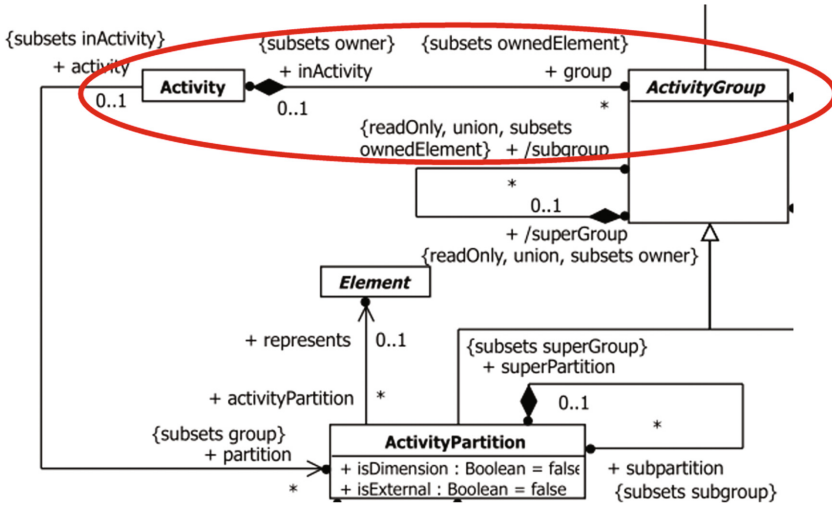 {subsets inActivity}
+ activity
0..1
Activity
{subsets owner}
+ inActivity
0..1
{subsets ownedElement}
+ group
*
ActivityGroup
{readOnly, union, subsets
ownedElement} + /subgroup
*
0..1
+ /superGroup
{readOnly, union, subsets owner}
Element
+ represents
0..1
+ activityPartition
*
{subsets superGroup}
+ superPartition
0..1
*
{subsets group}
+ partition
*
ActivityPartition
+ isDimension : Boolean = false
+ isExternal : Boolean = false
+ subpartition
{subsets subgroup}